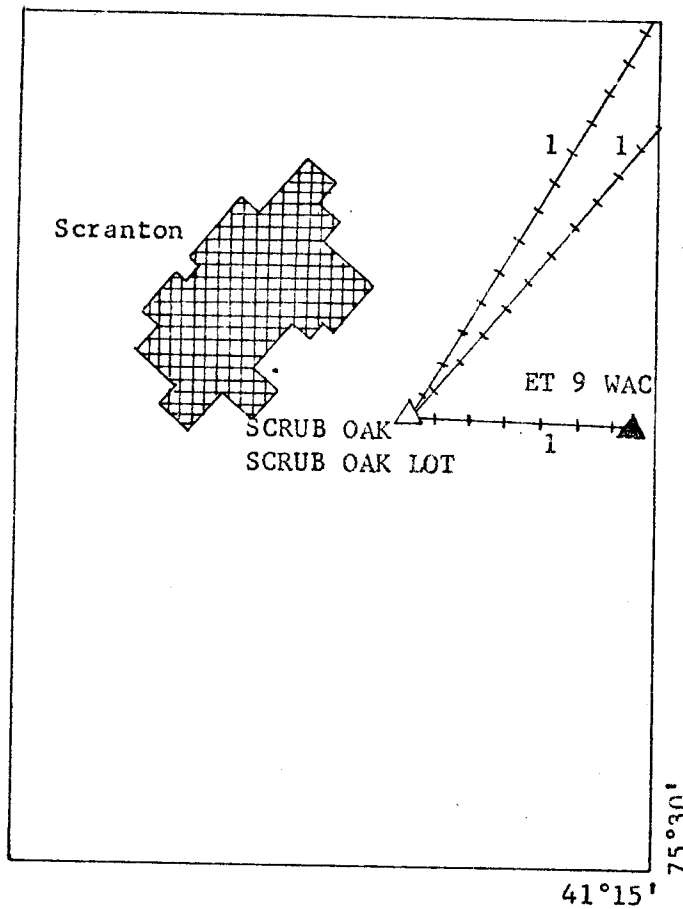 1
1
Scranton
ET 9 WAC
SCRUB OAK
1
SCRUB OAK LOT
75°30'
41°15'